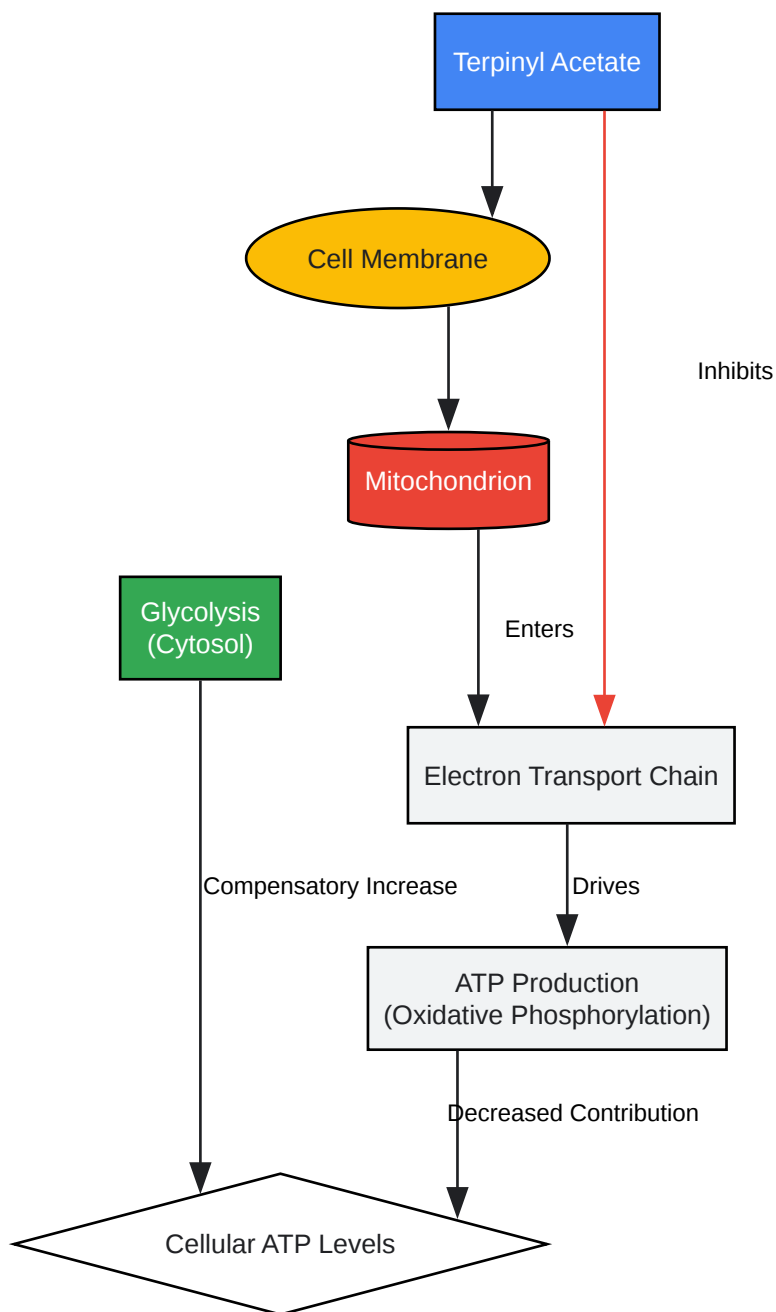 Terpinyl Acetate
Cell Membrane
Inhibits
Mitochondrion
Glycolysis
(Cytosol)
Enters
Electron Transport Chain
Compensatory Increase
Drives
ATP Production
(Oxidative Phosphorylation)
Decreased Contribution
Cellular ATP Levels